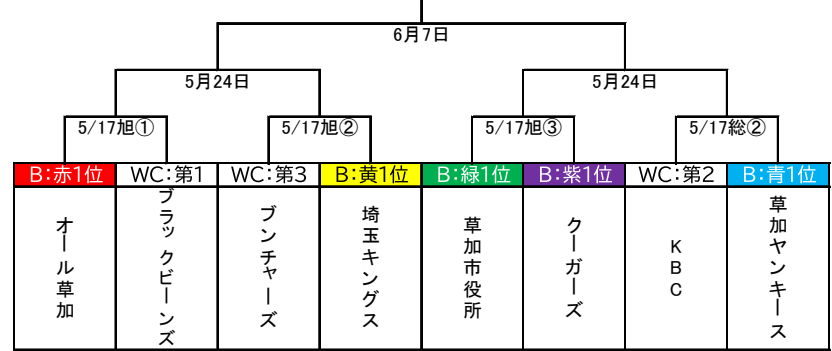 6月7日
5月24日
5月24日
5/17旭①
5/17旭②
5/17旭③
5/17総②
B:赤1位
WC:第1
WC:第3
B:黄1位
B:緑1位
B:紫1位
WC:第2
B:青1位
オール草加
ブラックビーンズ
ブンチャーズ
埼玉キングス
草加市役所
クーガーズ
KBC
草加ヤンキース